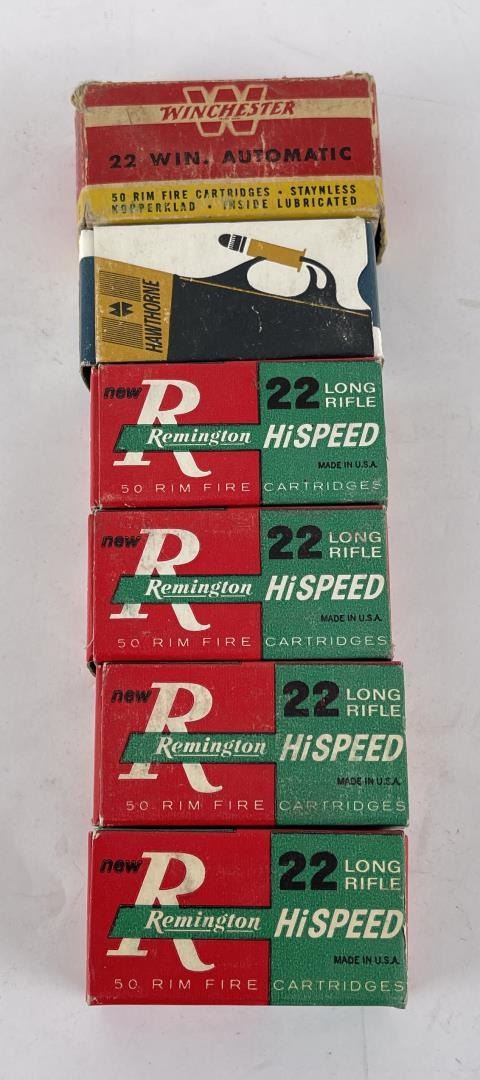 WINCHESTER
22 WIN. AUTOMATIC
50 RIM FIRE CARTRIDGES • STAYNLESS
KOPPERKLAD • INSIDE LUBRICATED
HAWTHORNE
new R 22 LONG RIFLE
Remington HiSPEED
MADE IN U.S.A.
50 RIM FIRE CARTRIDGES
new R 22 LONG RIFLE
Remington HiSPEED
MADE IN U.S.A.
50 RIM FIRE CARTRIDGES
new R 22 LONG RIFLE
Remington HiSPEED
MADE IN U.S.A.
50 RIM FIRE CARTRIDGES
new R 22 LONG RIFLE
Remington HiSPEED
MADE IN U.S.A.
50 RIM FIRE CARTRIDGES